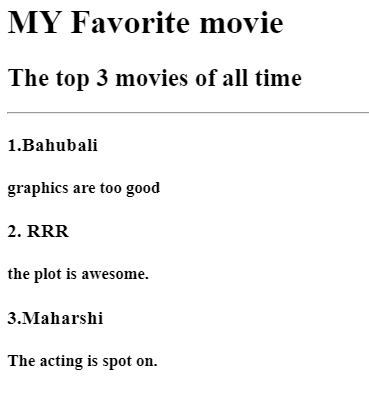 MY Favorite movie
The top 3 movies of all time
1.Bahubali
graphics are too good
2. RRR
the plot is awesome.
3.Maharshi
The acting is spot on.